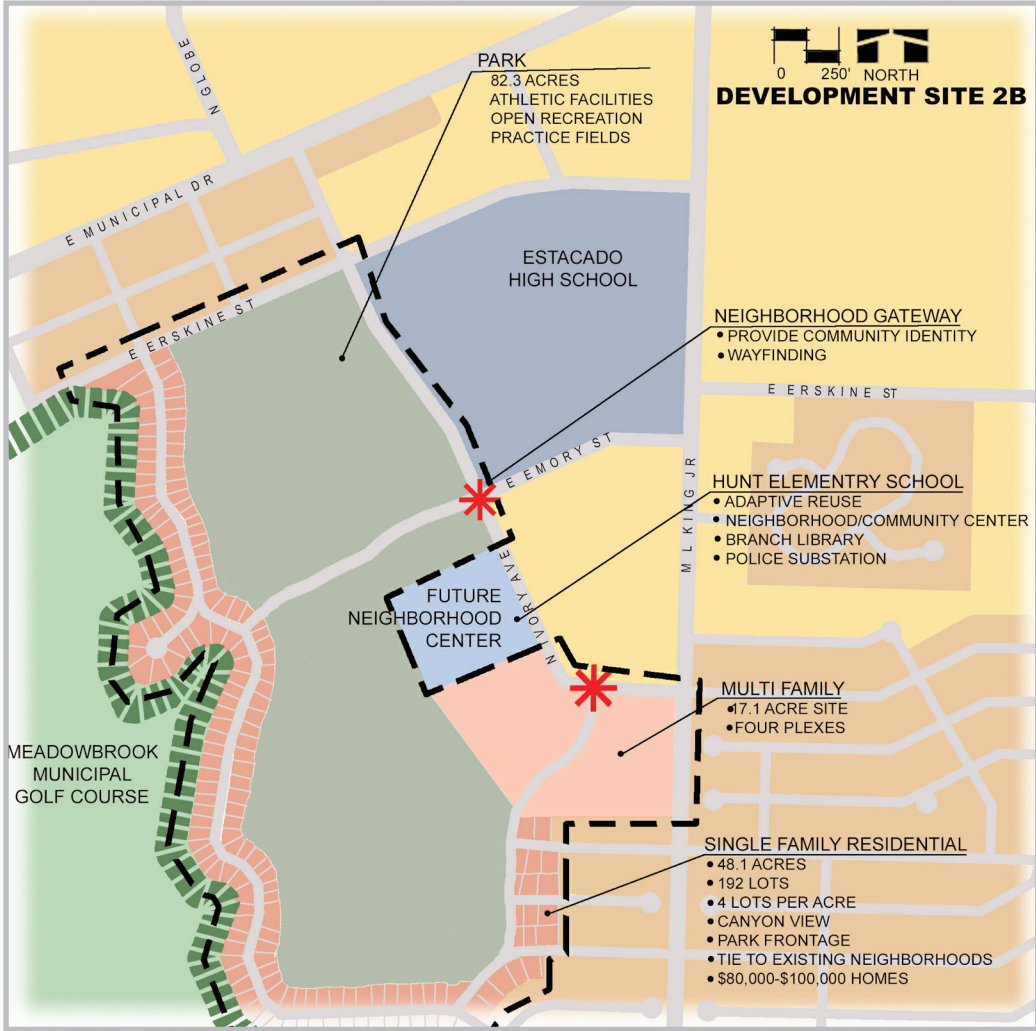 N GLOBE
PARK
82.3 ACRES
ATHLETIC FACILITIES
OPEN RECREATION
PRACTICE FIELDS
0 250' NORTH
DEVELOPMENT SITE 2B
E MUNICIPAL DR
ESTACADO
HIGH SCHOOL
E ERSKINE ST
NEIGHBORHOOD GATEWAY
• PROVIDE COMMUNITY IDENTITY
• WAYFINDING
E ERSKINE ST
E EMORY ST
M L KING JR
HUNT ELEMENTRY SCHOOL
• ADAPTIVE REUSE
• NEIGHBORHOOD/COMMUNITY CENTER
• BRANCH LIBRARY
• POLICE SUBSTATION
N IVORY AVE
FUTURE
NEIGHBORHOOD
CENTER
MULTI FAMILY
• 17.1 ACRE SITE
• FOUR PLEXES
MEADOWBROOK
MUNICIPAL
GOLF COURSE
SINGLE FAMILY RESIDENTIAL
• 48.1 ACRES
• 192 LOTS
• 4 LOTS PER ACRE
• CANYON VIEW
• PARK FRONTAGE
• TIE TO EXISTING NEIGHBORHOODS
• $80,000-$100,000 HOMES